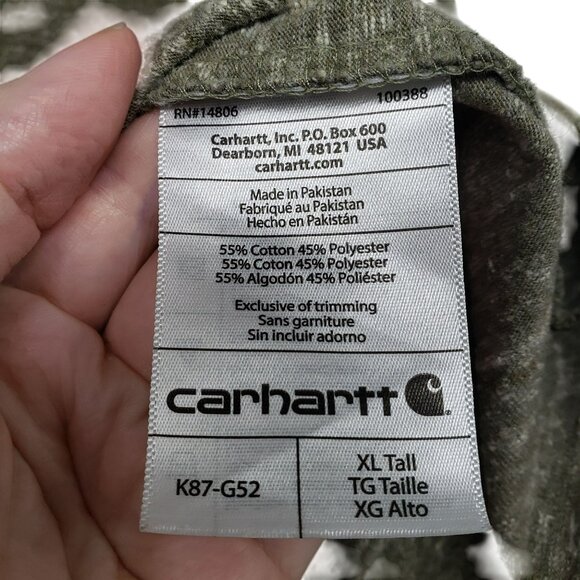 RN#14806 100388
Carhartt, Inc. P.O. Box 600
Dearborn, MI 48121 USA
carhartt.com
Made in Pakistan
Fabriqué au Pakistan
Hecho en Pakistán
55% Cotton 45% Polyester
55% Coton 45% Polyester
55% Algodón 45% Poliéster
Exclusive of trimming
Sans garniture
Sin incluir adorno
carhartt
K87-G52
XL Tall
TG Taille
XG Alto